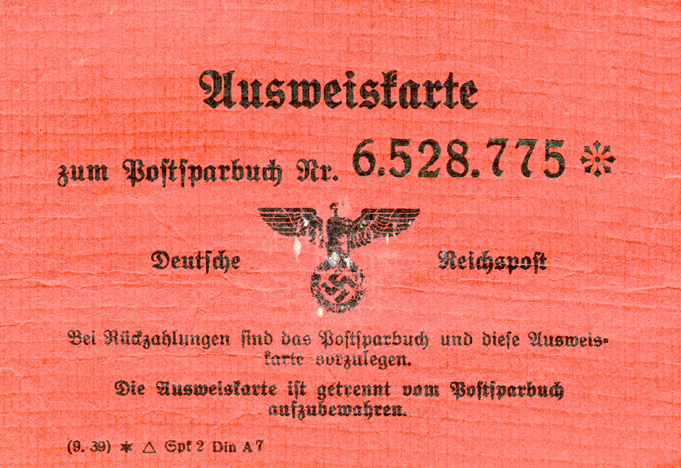 Ausweiskarte
zum Postsparbuch Nr. 6.528.775 *
Deutsche Reichspost
Bei Rückzahlungen sind das Postsparbuch und diese Ausweis-
karte vorzulegen.
Die Ausweiskarte ist getrennt vom Postsparbuch
aufzubewahren.
(9. 39) * △ Spk 2 Din A 7